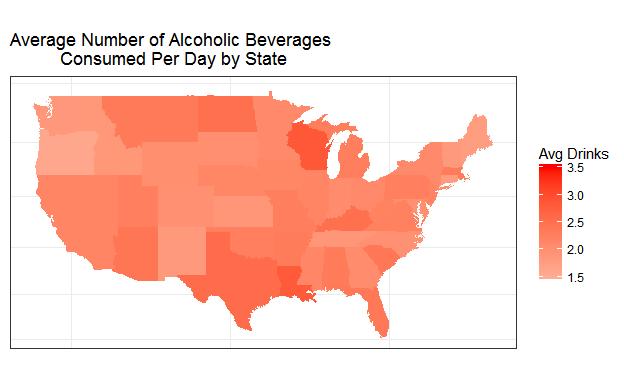 Average Number of Alcoholic Beverages
Consumed Per Day by State
Avg Drinks
3.5
3.0
2.5
2.0
1.5